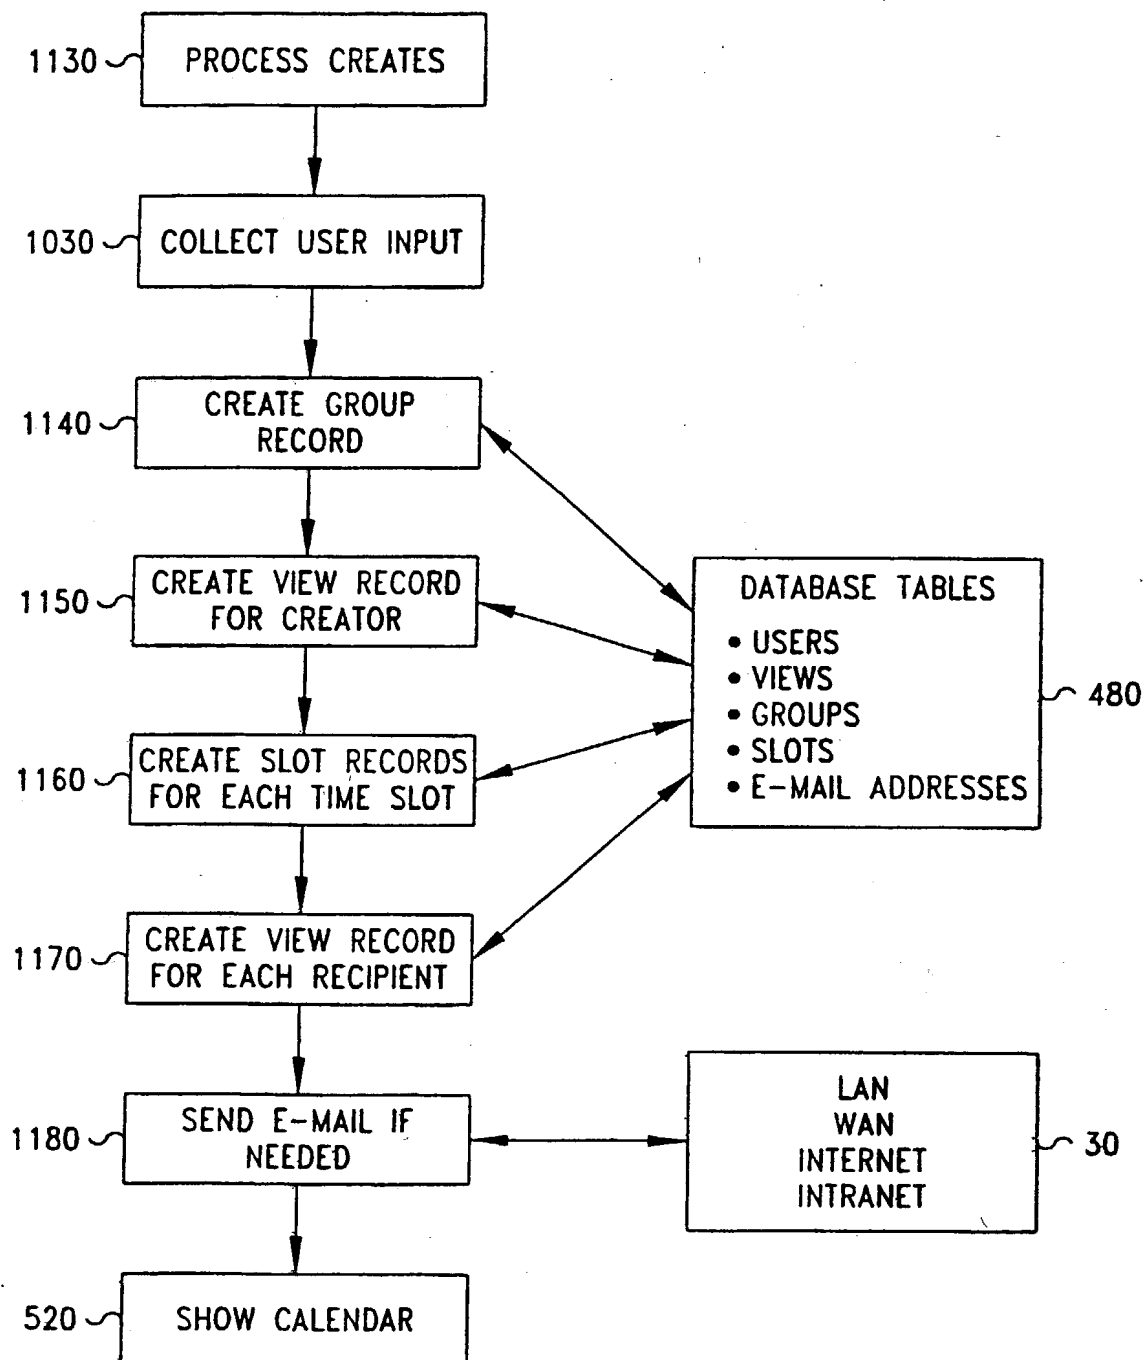 1130
PROCESS CREATES
1030
COLLECT USER INPUT
1140
CREATE GROUP
RECORD
1150
CREATE VIEW RECORD
FOR CREATOR
1160
CREATE SLOT RECORDS
FOR EACH TIME SLOT
1170
CREATE VIEW RECORD
FOR EACH RECIPIENT
1180
SEND E-MAIL IF
NEEDED
520
SHOW CALENDAR
DATABASE TABLES
• USERS
• VIEWS
• GROUPS
• SLOTS
• E-MAIL ADDRESSES
480
LAN
WAN
INTERNET
INTRANET
30